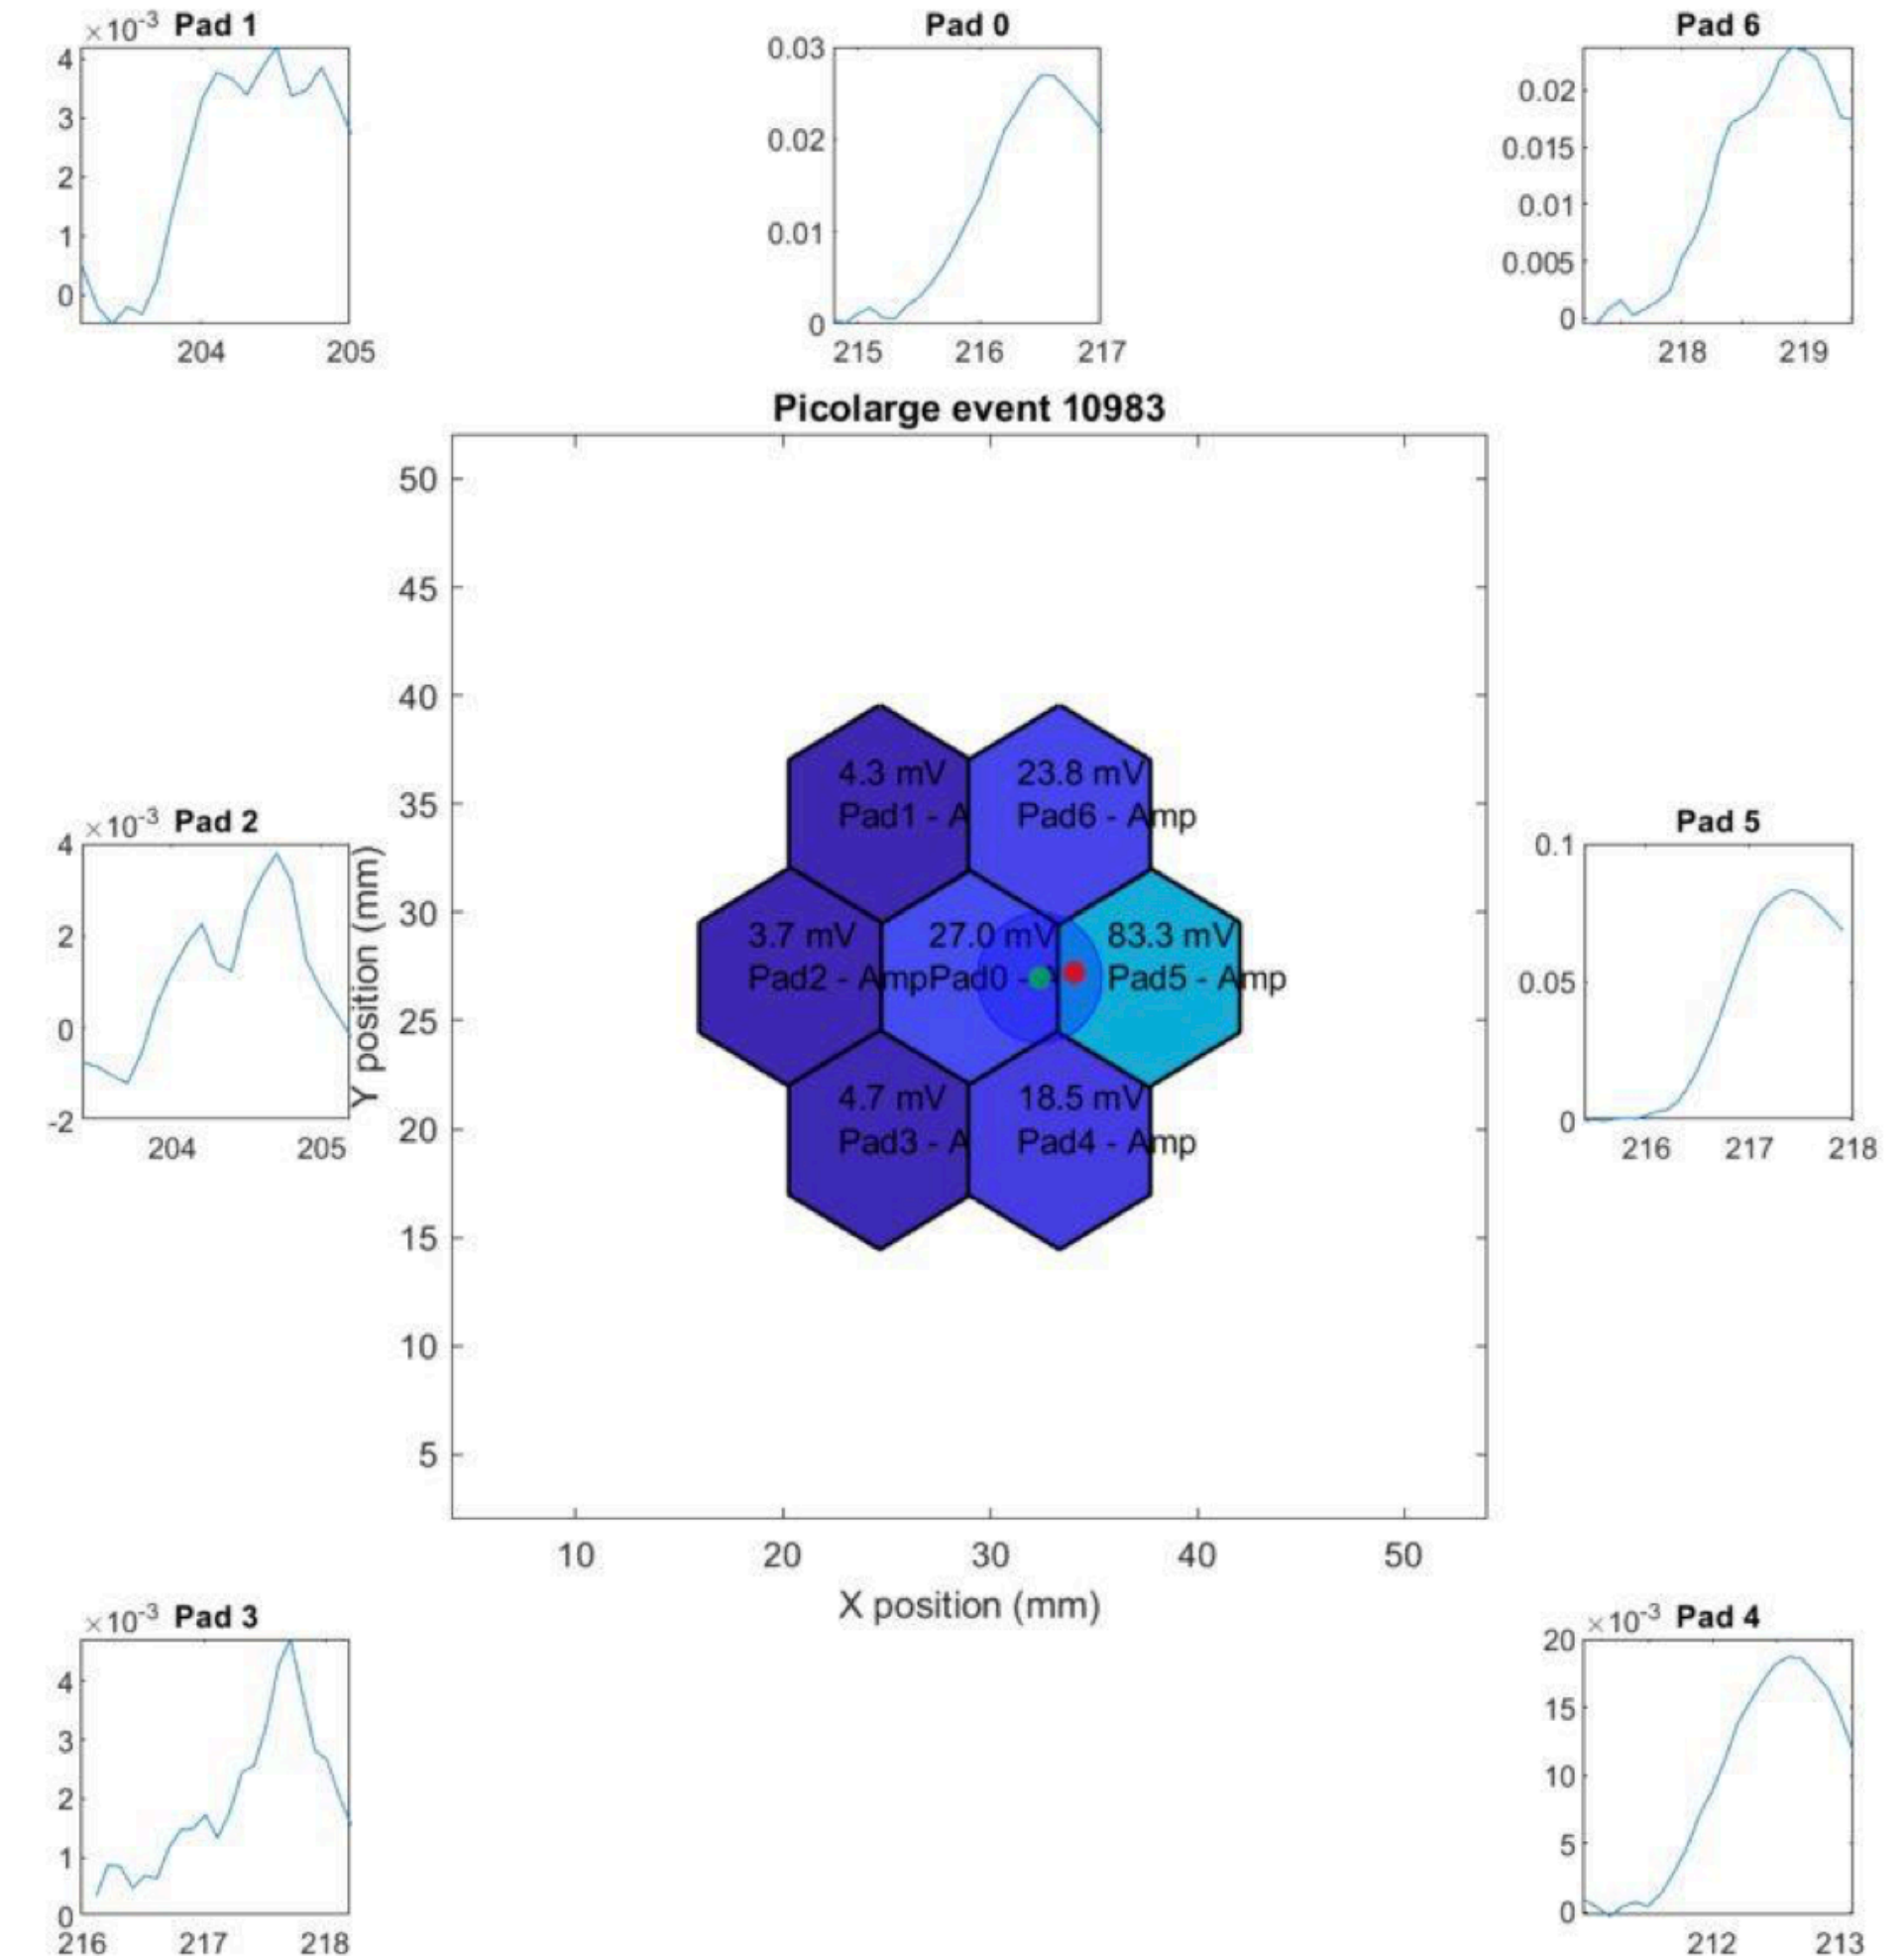 ×10-3 Pad 1
4
3
2
1
0
204 205
Pad 0
0.03
0.02
0.01
0
215 216 217
Pad 6
0.02
0.015
0.01
0.005
0
218 219
Picolarge event 10983
50
45
40
35
30
25
20
15
10
5
Y position (mm)
10 20 30 40 50
X position (mm)
4.3 mV
Pad1 - A
23.8 mV
Pad6 - Amp
3.7 mV
Pad2 - Amp
27.0 mV
Pad0 -
83.3 mV
Pad5 - Amp
4.7 mV
Pad3 - A
18.5 mV
Pad4 - Amp
×10-3 Pad 2
4
2
0
-2
204 205
Pad 5
0.1
0.05
0
216 217 218
×10-3 Pad 3
4
3
2
1
0
216 217 218
×10-3 Pad 4
20
15
10
5
0
212 213